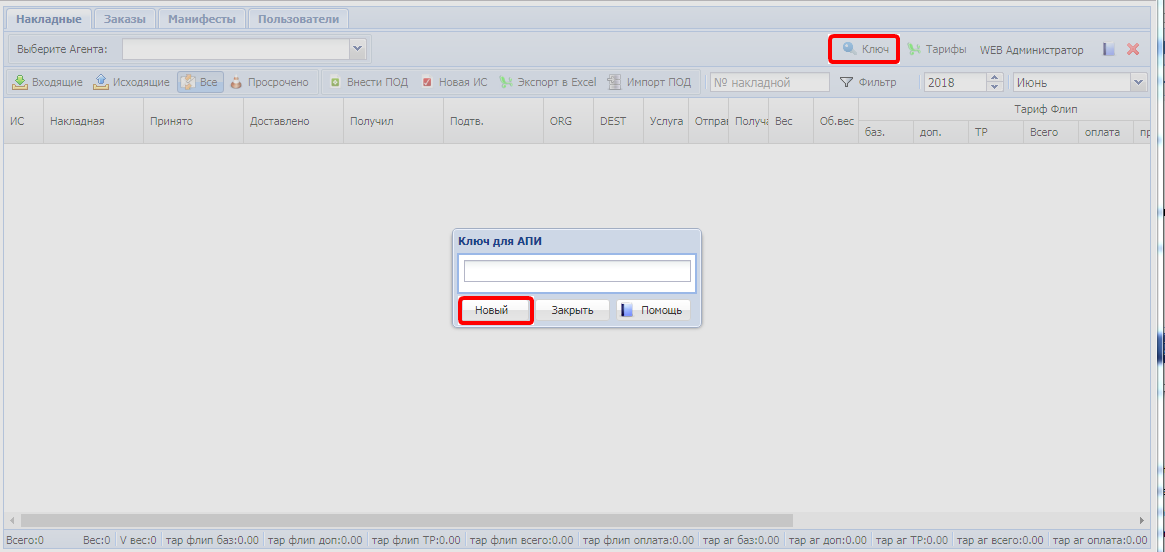 Накладные Заказы Манифесты Пользователи
Выберите Агента: Ключ Тарифы WEB Администратор
Входящие Исходящие Все Просрочено Внести ПОД Новая ИС Экспорт в Excel Импорт ПОД № накладной Фильтр 2018 Июнь
Тариф Флип
ИС Накладная Принято Доставлено Получил Подтв. ORG DEST Услуга Отпра Получа Вес Об.вес
баз. доп. ТР Всего оплата пр
Ключ для АПИ
Новый Закрыть Помощь
Всего:0 Вес:0 V вес:0 тар флип баз:0.00 тар флип доп:0.00 тар флип ТР:0.00 тар флип всего:0.00 тар флип оплата:0.00 тар аг баз:0.00 тар аг доп:0.00 тар аг ТР:0.00 тар аг всего:0.00 тар аг оплата:0.00